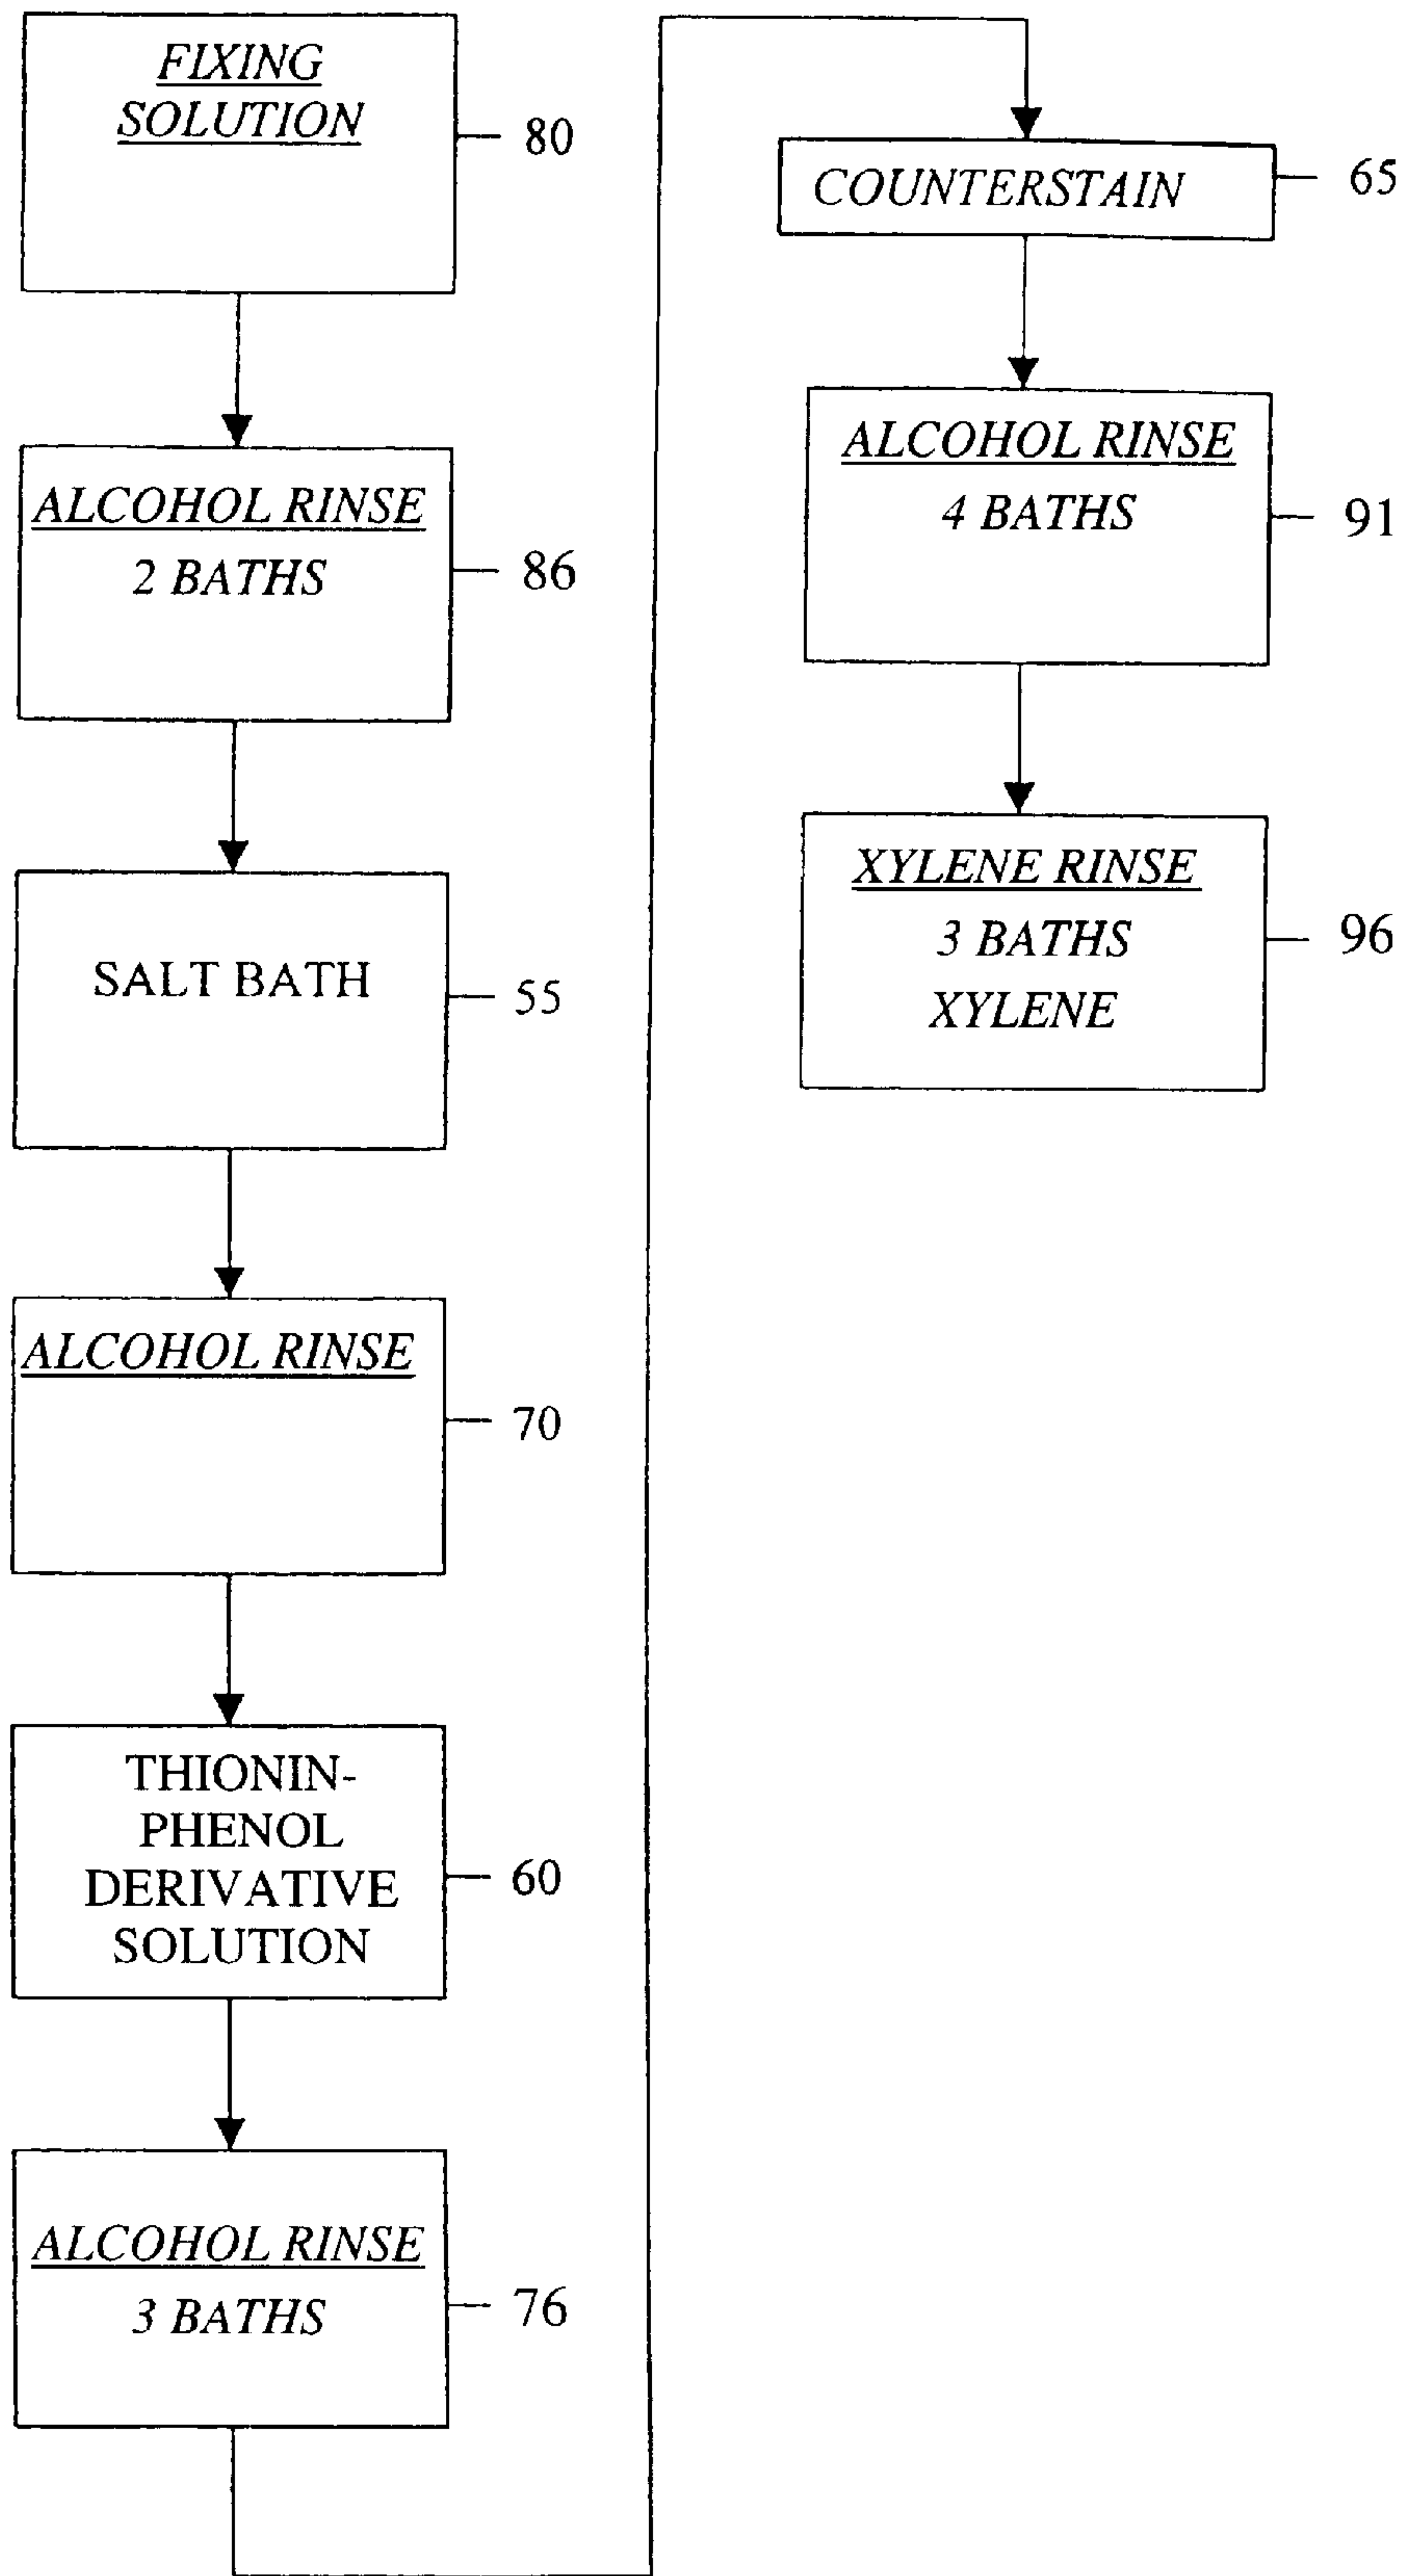 FIXING
SOLUTION
80
ALCOHOL RINSE
2 BATHS
86
SALT BATH
55
ALCOHOL RINSE
70
THIONIN-
PHENOL
DERIVATIVE
SOLUTION
60
ALCOHOL RINSE
3 BATHS
76
COUNTERSTAIN
65
ALCOHOL RINSE
4 BATHS
91
XYLENE RINSE
3 BATHS
XYLENE
96